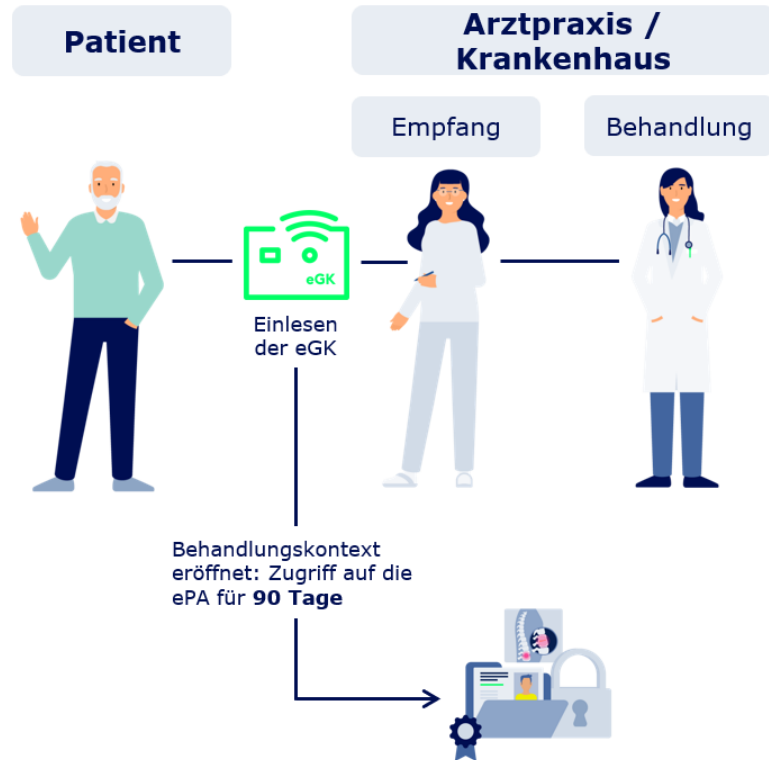 Patient
Arztpraxis /
Krankenhaus
Empfang
Behandlung
eGK
Einlesen
der eGK
Behandlungskontext
eröffnet: Zugriff auf die
ePA für 90 Tage